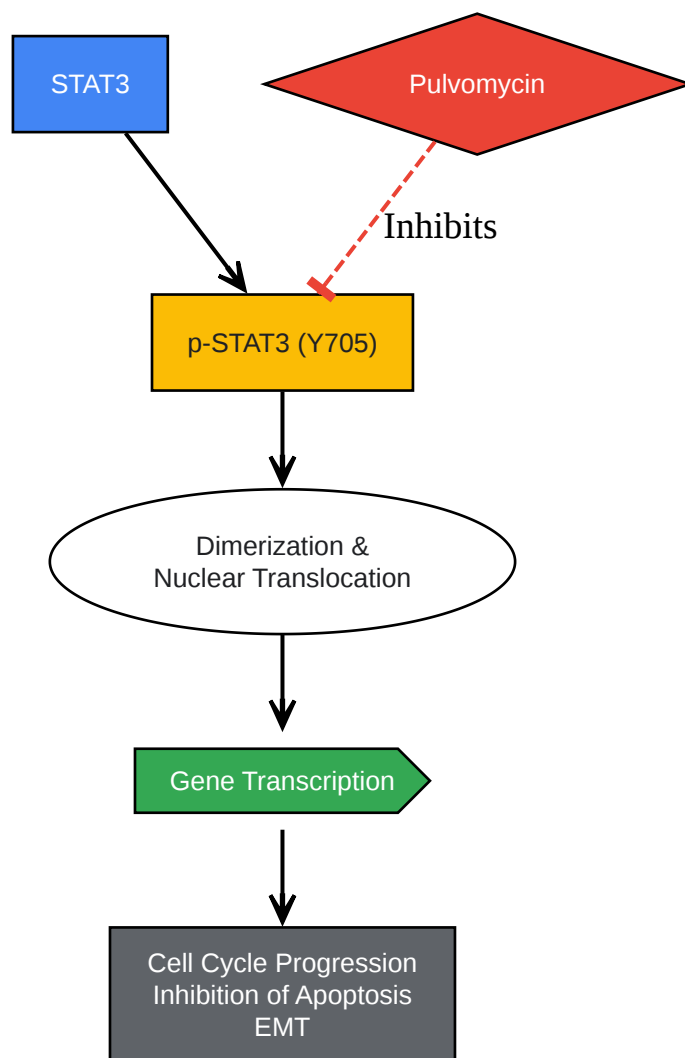 STAT3
Pulvomycin
Inhibits
p-STAT3 (Y705)
Dimerization &
Nuclear Translocation
Gene Transcription
Cell Cycle Progression
Inhibition of Apoptosis
EMT